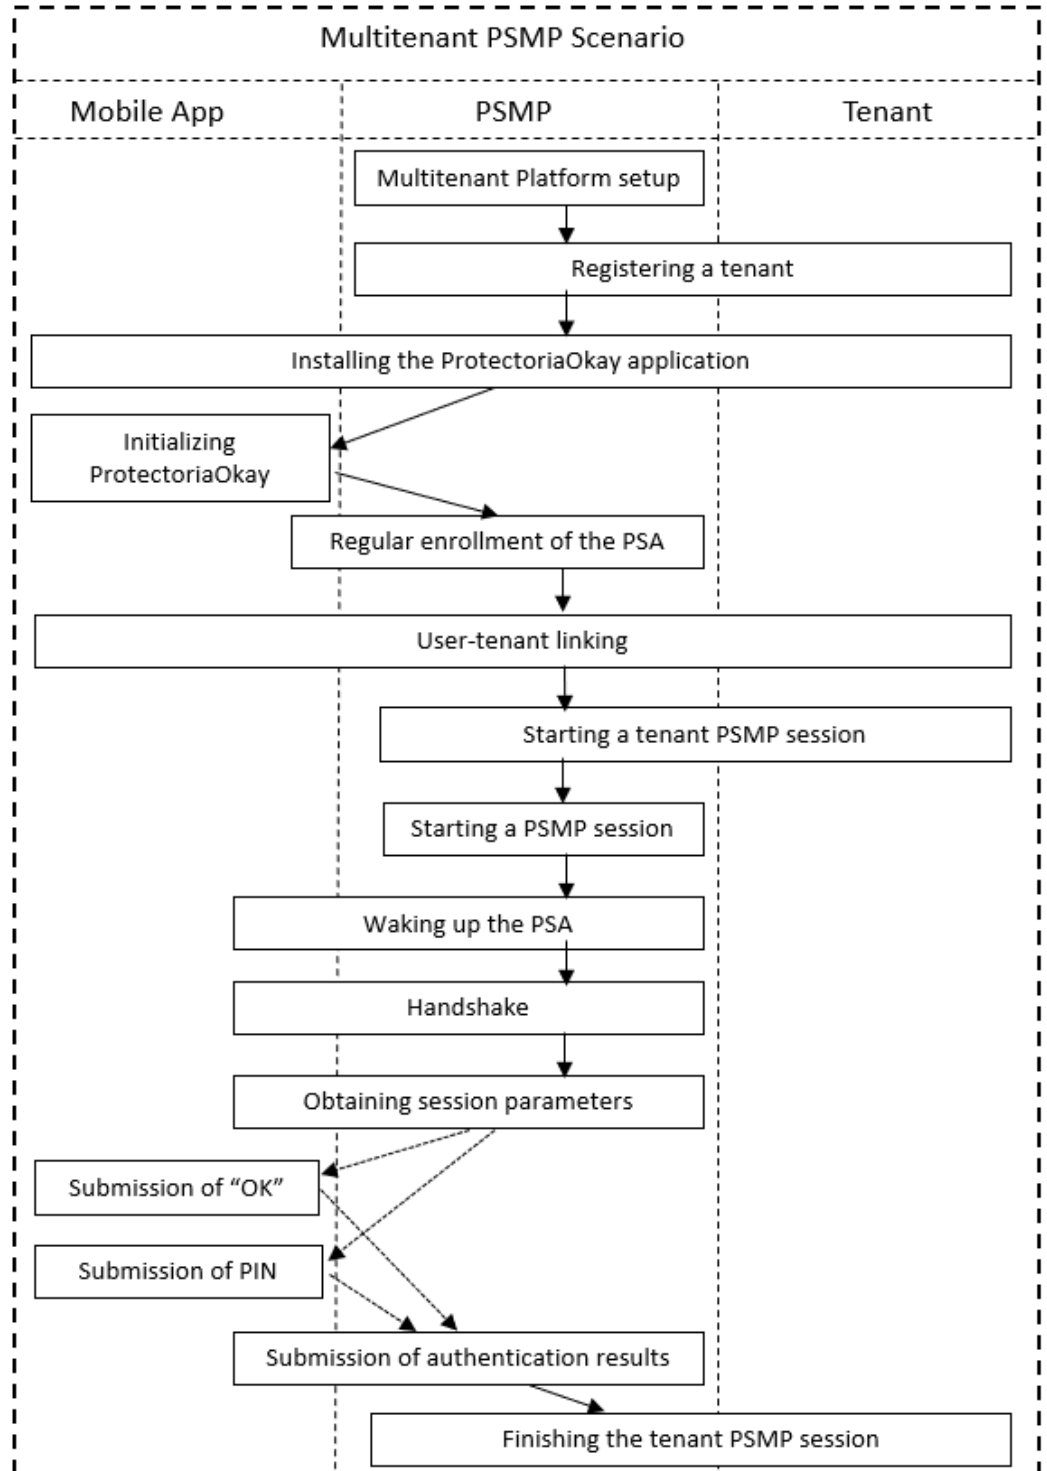 Multitenant PSMP Scenario
Mobile App
PSMP
Tenant
Multitenant Platform setup
Registering a tenant
Installing the ProtectoriaOkay application
Initializing
ProtectoriaOkay
Regular enrollment of the PSA
User-tenant linking
Starting a tenant PSMP session
Starting a PSMP session
Waking up the PSA
Handshake
Obtaining session parameters
Submission of “OK”
Submission of PIN
Submission of authentication results
Finishing the tenant PSMP session